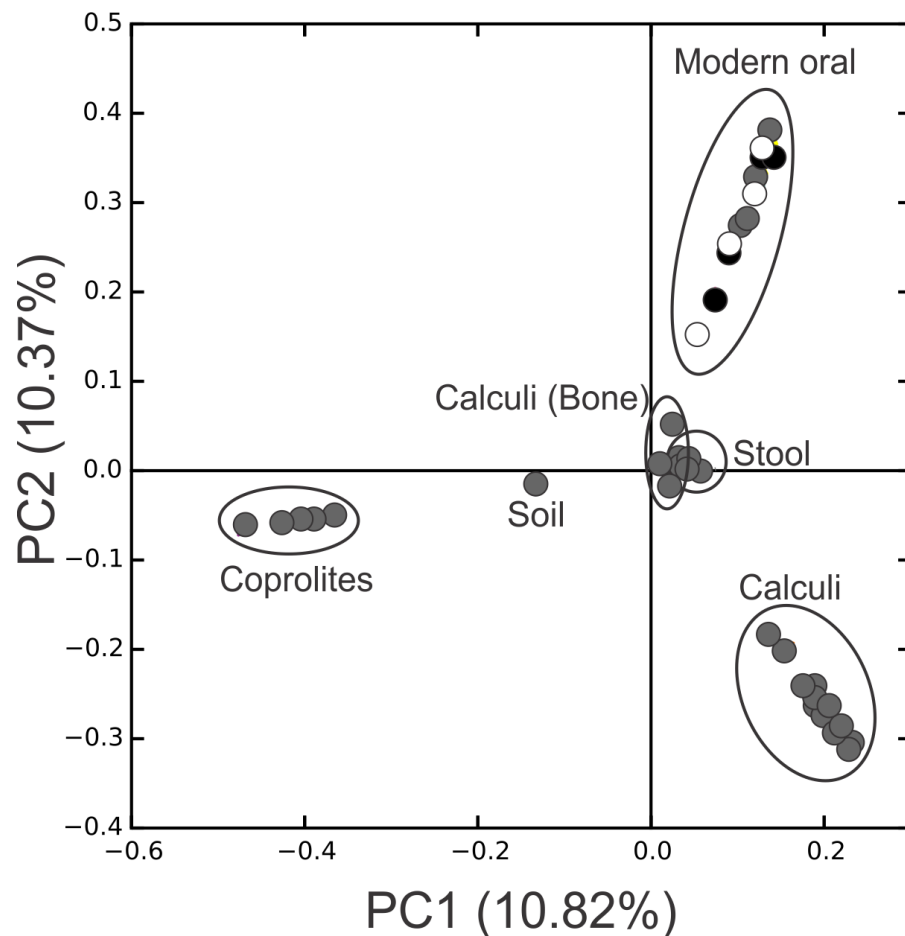 0.5
0.4
0.3
0.2
0.1
0.0
−0.1
−0.2
−0.3
−0.4
PC2 (10.37%)
Modern oral
Calculi (Bone)
Stool
Soil
Coprolites
Calculi
−0.6
−0.4
−0.2
0.0
0.2
PC1 (10.82%)